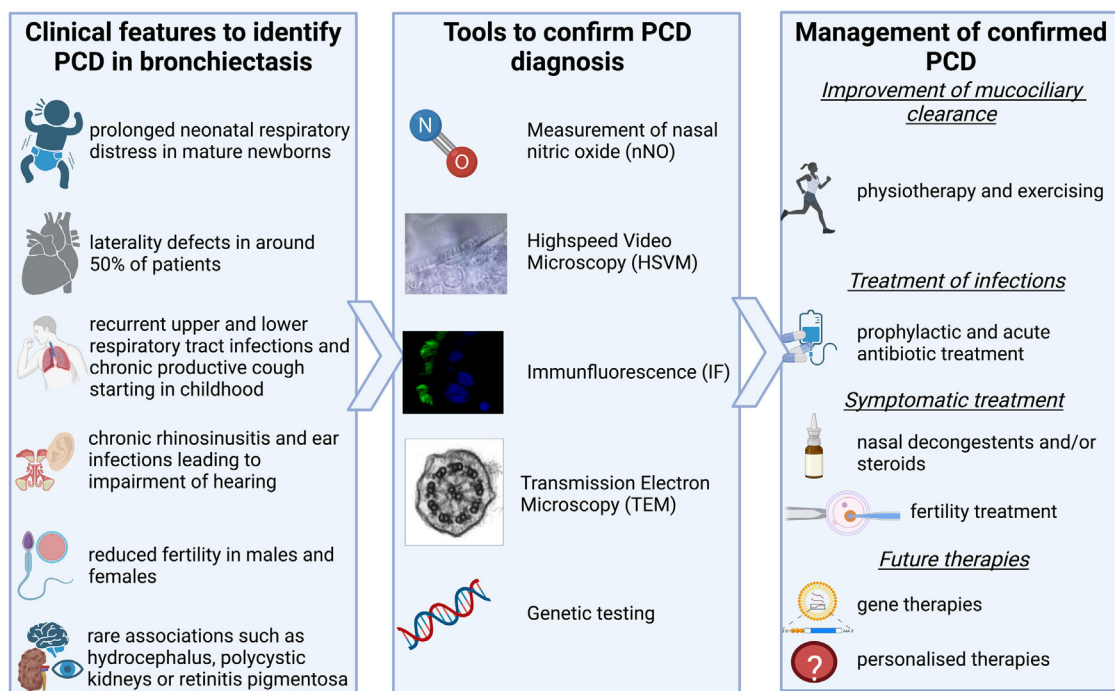 Clinical features to identify
PCD in bronchiectasis
prolonged neonatal respiratory
distress in mature newborns
laterality defects in around
50% of patients
recurrent upper and lower
respiratory tract infections and
chronic productive cough
starting in childhood
chronic rhinosinusitis and ear
infections leading to
impairment of hearing
reduced fertility in males and
females
rare associations such as
hydrocephalus, polycystic
kidneys or retinitis pigmentosa
Tools to confirm PCD
diagnosis
N
O
Measurement of nasal
nitric oxide (nNO)
Highspeed Video
Microscopy (HSVM)
Immunfluorescence (IF)
Transmission Electron
Microscopy (TEM)
Genetic testing
Management of confirmed
PCD
Improvement of mucociliary
clearance
physiotherapy and exercising
Treatment of infections
prophylactic and acute
antibiotic treatment
Symptomatic treatment
nasal decongestents and/or
steroids
fertility treatment
Future therapies
gene therapies
?
personalised therapies